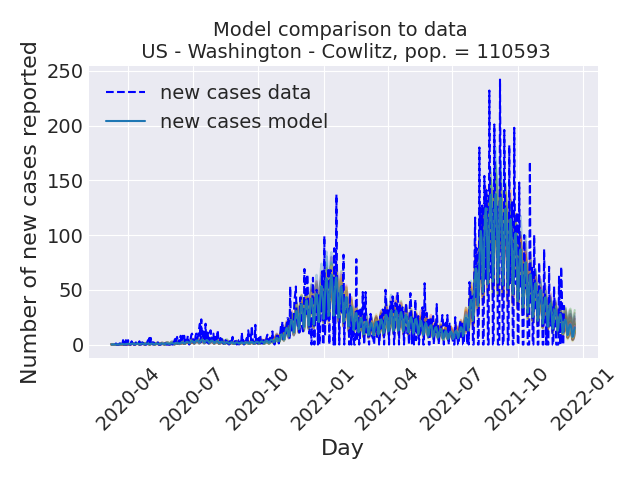 Model comparison to data
US - Washington - Cowlitz, pop. = 110593
Number of new cases reported
250
200
150
100
50
0
new cases data
new cases model
2020-04
2020-07
2020-10
2021-01
2021-04
2021-07
2021-10
2022-01
Day